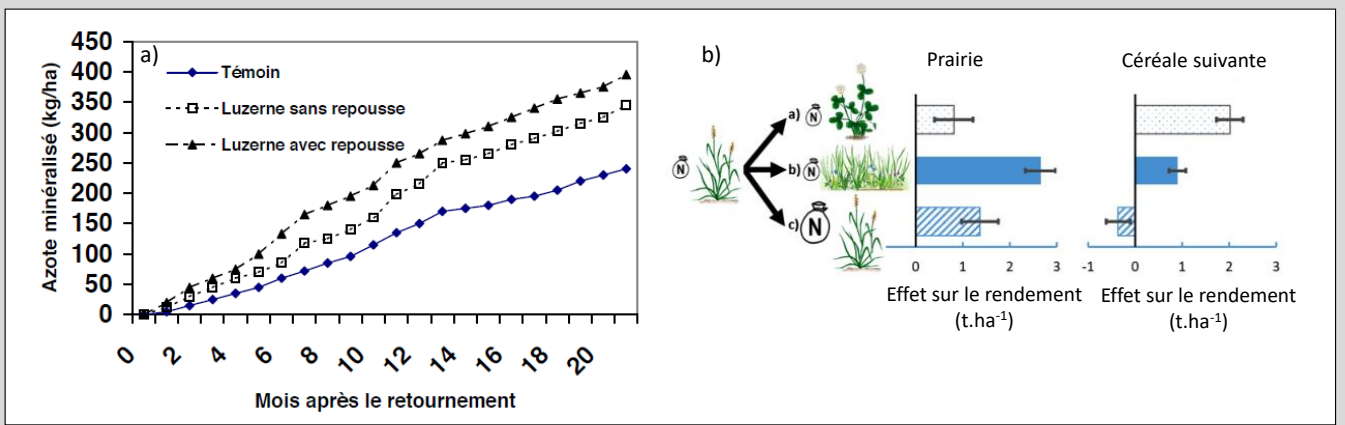 a)
Azote minéralisé (kg/ha)
450
400
350
300
250
200
150
100
50
0
Témoin
Luzerne sans repousse
Luzerne avec repousse
0 2 4 6 8 10 12 14 16 18 20
Mois après le retournement
b)
N
a) N
b) N
c) N
Prairie
0 1 2 3
Effet sur le rendement
(t.ha⁻¹)
Céréale suivante
-1 0 1 2 3
Effet sur le rendement
(t.ha⁻¹)